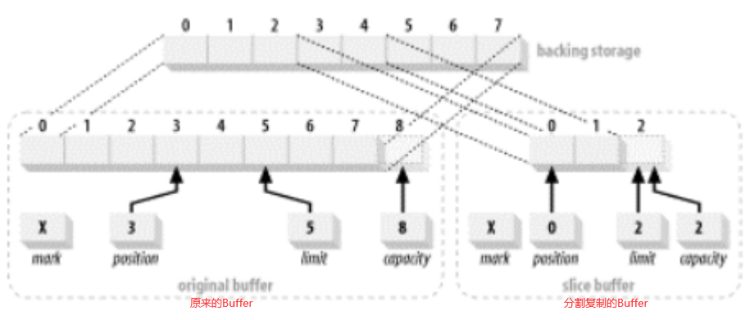 0 1 2 3 4 5 6 7
backing storage
0 1 2 3 4 5 6 7 8
0 1 2
X 3 5 8
mark position limit capacity
X 0 2 2
mark position limit capacity
original buffer
原来的Buffer
slice buffer
分割复制的Buffer